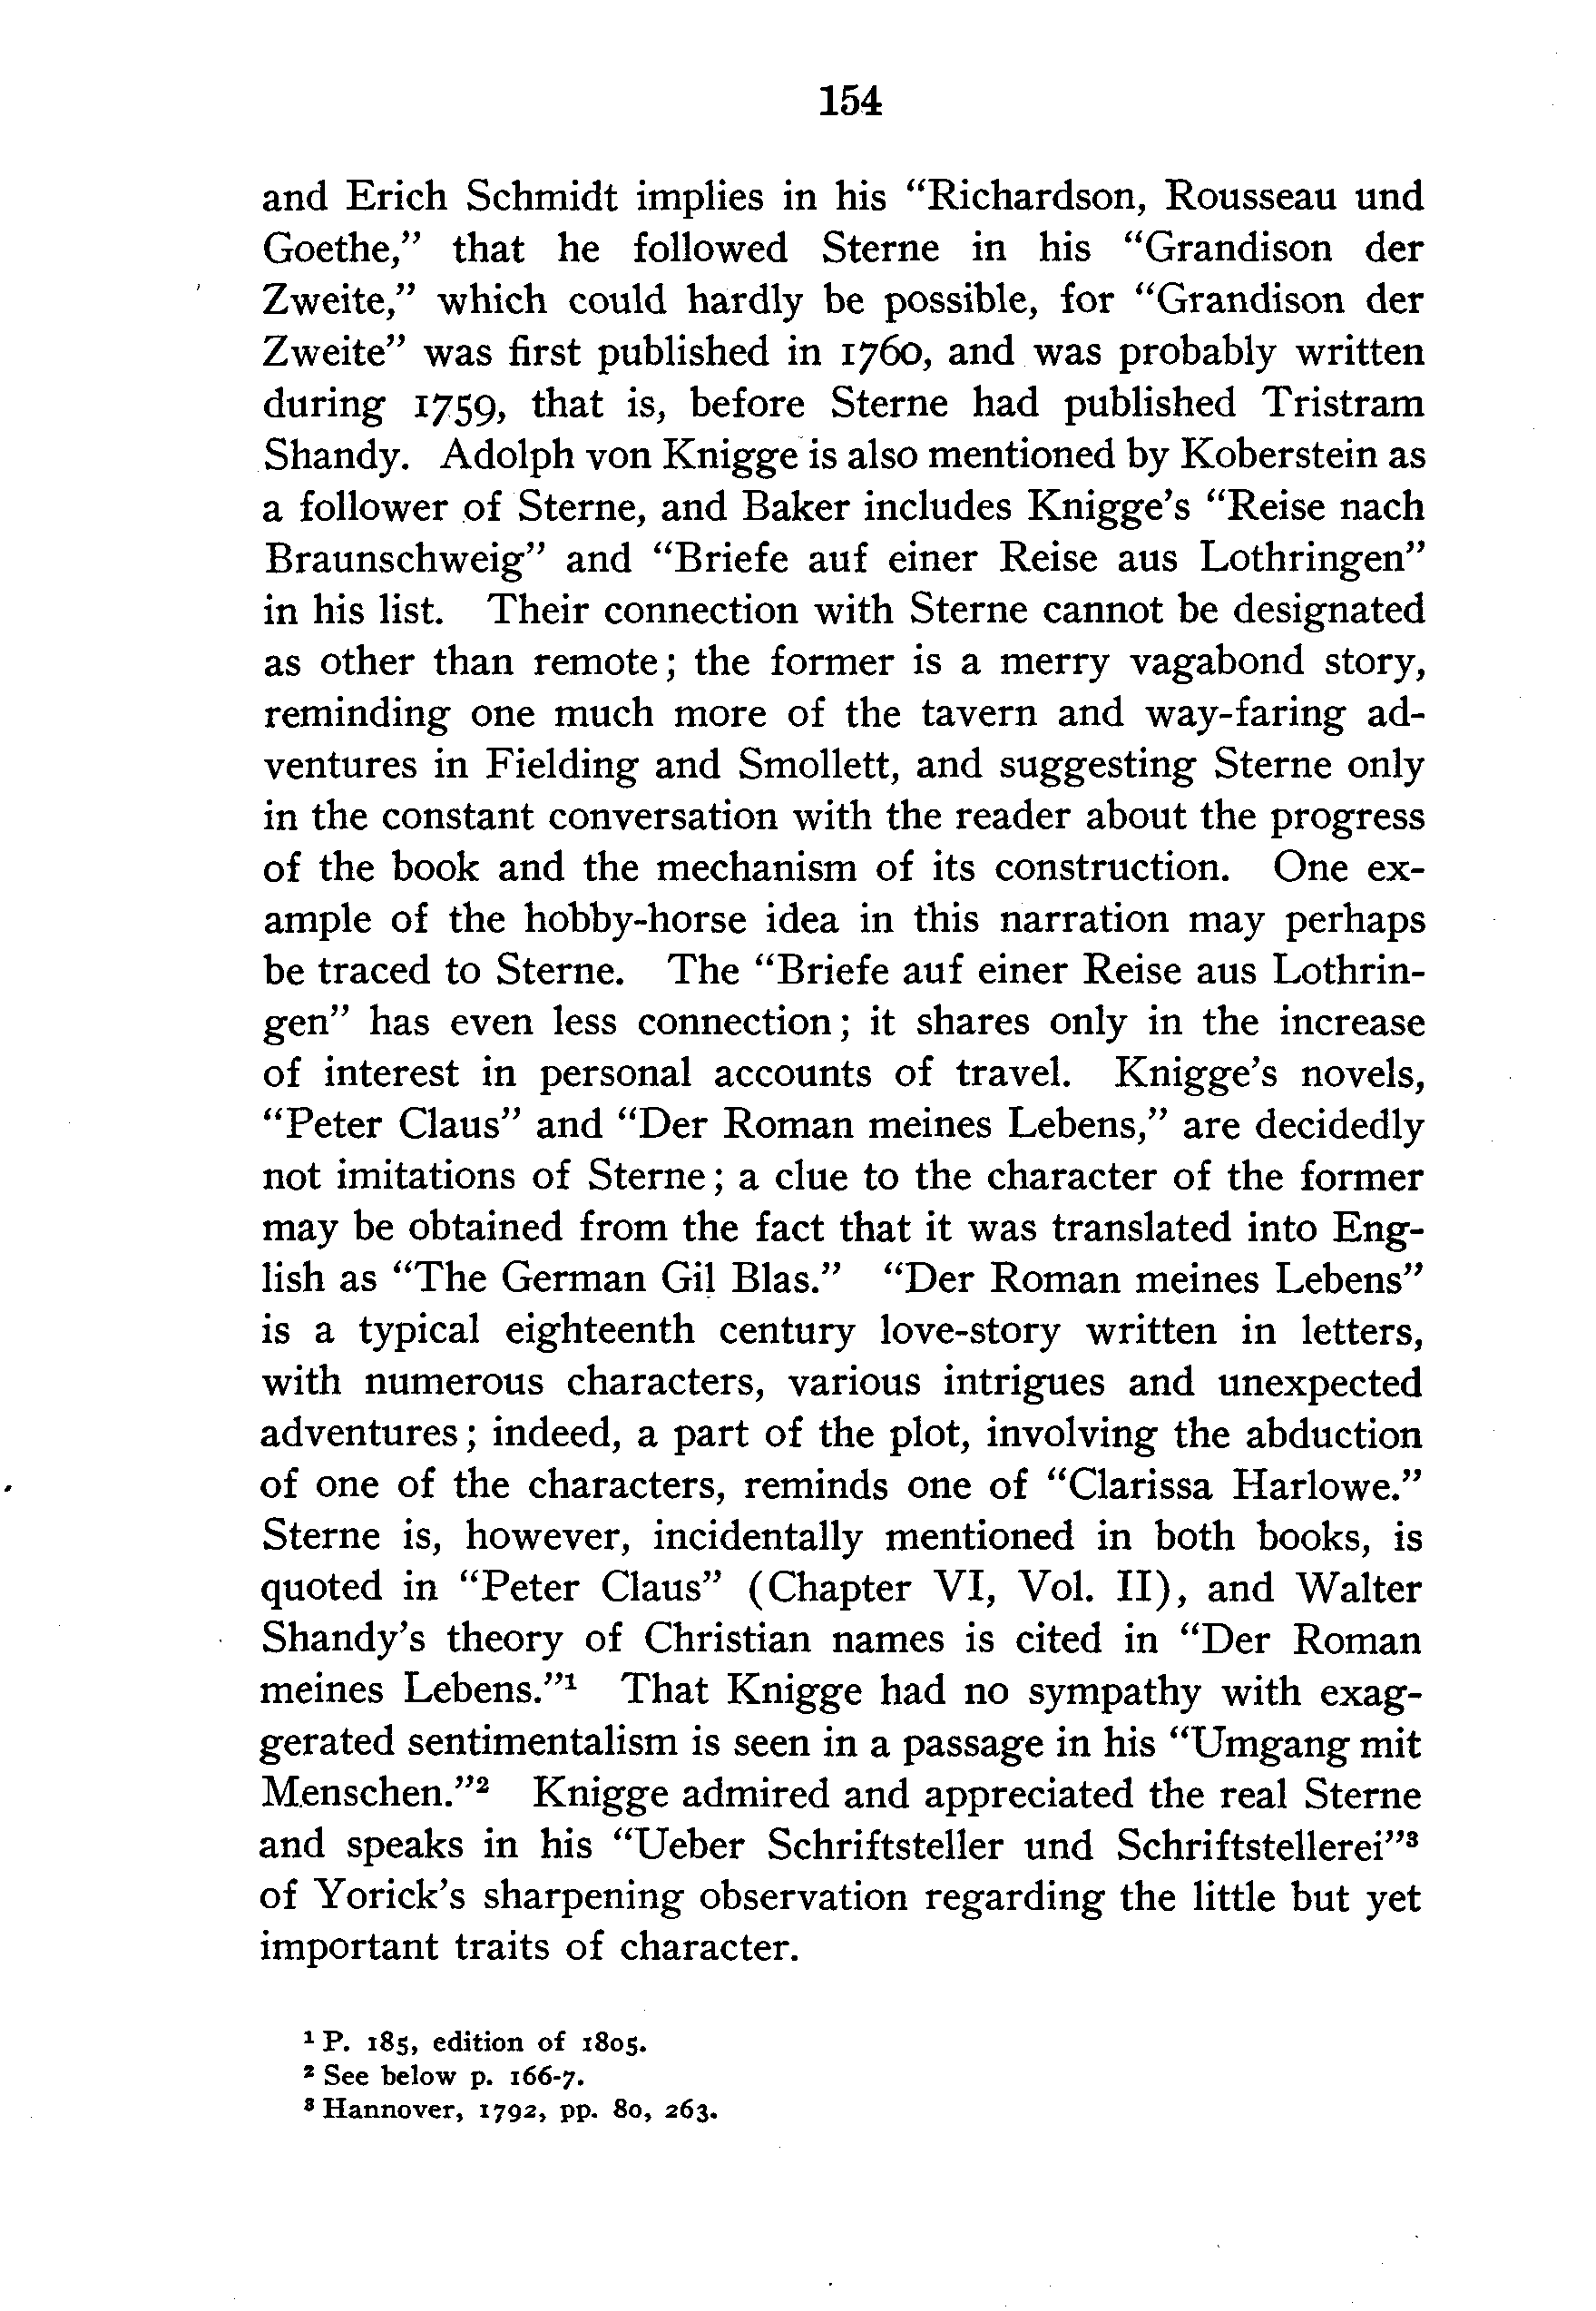 154
and Erich Schmidt implies in his “Richardson, Rousseau und
Goethe,” that he followed Sterne in his “Grandison der
Zweite,” which could hardly be possible, for “Grandison der
Zweite” was first published in 1760, and was probably written
during 1759, that is, before Sterne had published Tristram
Shandy. Adolph von Knigge is also mentioned by Koberstein as
a follower of Sterne, and Baker includes Knigge’s “Reise nach
Braunschweig” and “Briefe auf einer Reise aus Lothringen”
in his list. Their connection with Sterne cannot be designated
as other than remote; the former is a merry vagabond story,
reminding one much more of the tavern and way-faring ad-
ventures in Fielding and Smollett, and suggesting Sterne only
in the constant conversation with the reader about the progress
of the book and the mechanism of its construction. One ex-
ample of the hobby-horse idea in this narration may perhaps
be traced to Sterne. The “Briefe auf einer Reise aus Lothrin-
gen” has even less connection; it shares only in the increase
of interest in personal accounts of travel. Knigge’s novels,
“Peter Claus” and “Der Roman meines Lebens,” are decidedly
not imitations of Sterne; a clue to the character of the former
may be obtained from the fact that it was translated into Eng-
lish as “The German Gil Blas.” “Der Roman meines Lebens”
is a typical eighteenth century love-story written in letters,
with numerous characters, various intrigues and unexpected
adventures; indeed, a part of the plot, involving the abduction
of one of the characters, reminds one of “Clarissa Harlowe.”
Sterne is, however, incidentally mentioned in both books, is
quoted in “Peter Claus” (Chapter VI, Vol. II), and Walter
Shandy’s theory of Christian names is cited in “Der Roman
meines Lebens.”¹ That Knigge had no sympathy with exag-
gerated sentimentalism is seen in a passage in his “Umgang mit
Menschen.”² Knigge admired and appreciated the real Sterne
and speaks in his “Ueber Schriftsteller und Schriftstellerei”³
of Yorick’s sharpening observation regarding the little but yet
important traits of character.
¹ P. 185, edition of 1805.
² See below p. 166-7.
³ Hannover, 1792, pp. 80, 263.